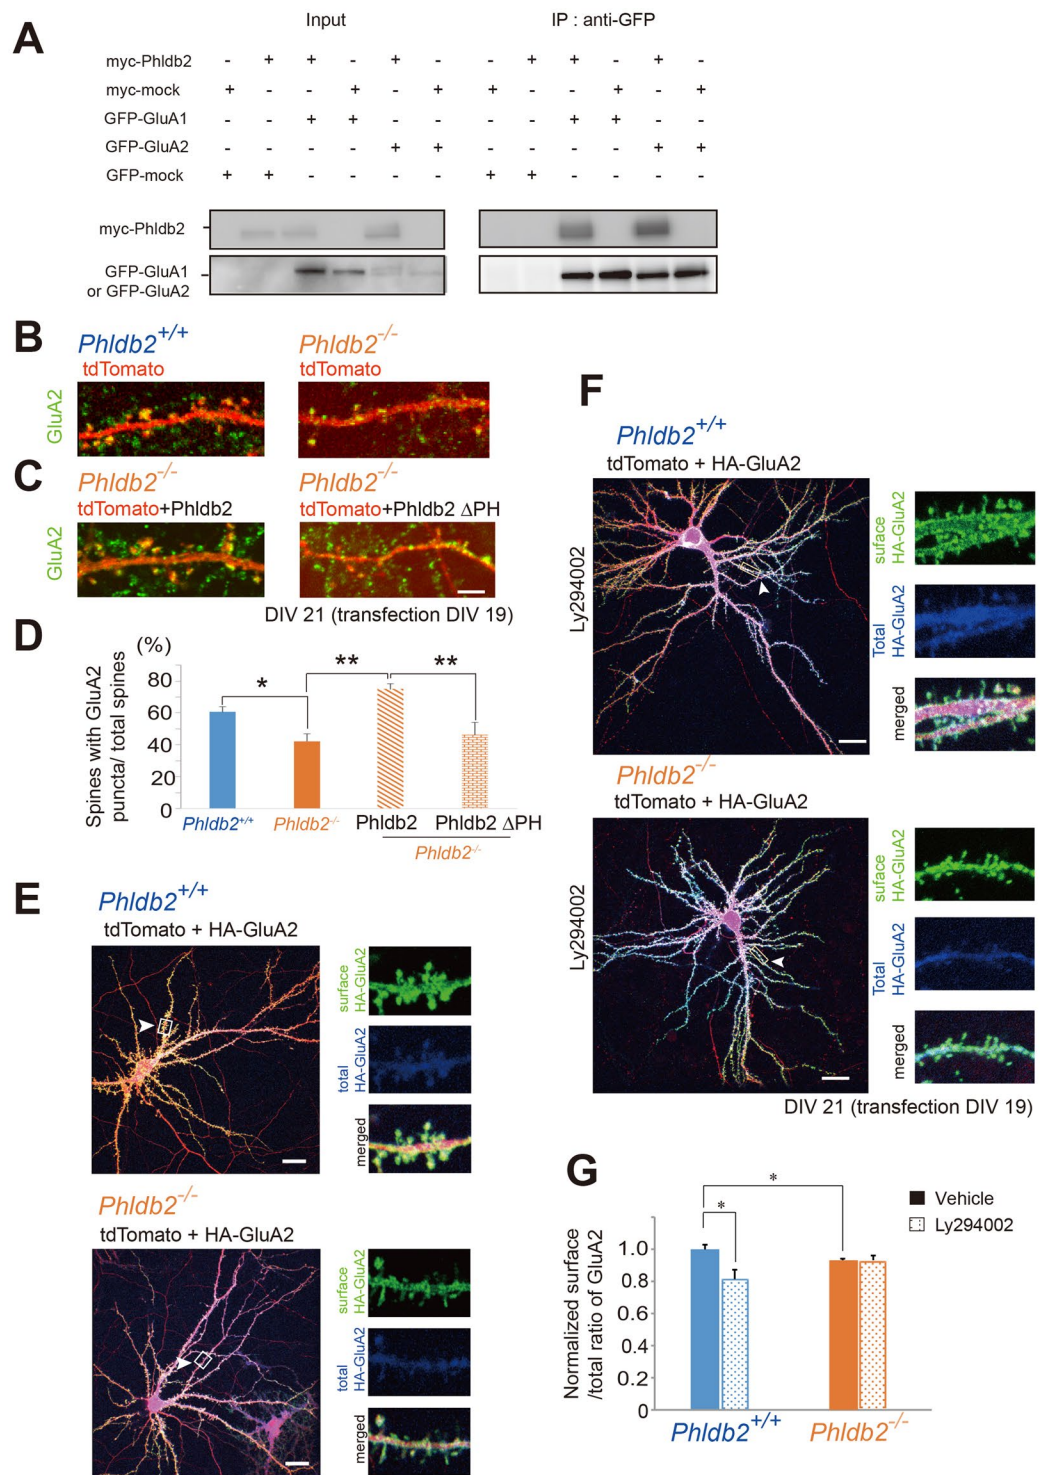 A
Input
IP : anti-GFP
myc-Phldb2 - + + - + - - + + - + -
myc-mock + - - + - + + - - + - +
GFP-GluA1 - - + + - - - - + + - -
GFP-GluA2 - - - - + + - - - - + +
GFP-mock + + - - - - + + - - - -
myc-Phldb2
GFP-GluA1
or GFP-GluA2
B
Phldb2+/+
tdTomato
Phldb2-/-
tdTomato
GluA2
C
Phldb2-/-
tdTomato+Phldb2
Phldb2-/-
tdTomato+Phldb2 ΔPH
GluA2
DIV 21 (transfection DIV 19)
D
(%)
Spines with GluA2
puncta/ total spines
80
60
40
20
0
*
**
**
Phldb2+/+
Phldb2-/-
Phldb2
Phldb2 ΔPH
Phldb2-/-
E
Phldb2+/+
tdTomato + HA-GluA2
surface
HA-GluA2
total
HA-GluA2
merged
Phldb2-/-
tdTomato + HA-GluA2
surface
HA-GluA2
total
HA-GluA2
merged
F
Phldb2+/+
tdTomato + HA-GluA2
Ly294002
suface
HA-GluA2
Total
HA-GluA2
merged
Phldb2-/-
tdTomato + HA-GluA2
Ly294002
suface
HA-GluA2
Total
HA-GluA2
merged
DIV 21 (transfection DIV 19)
G
Normalized surface
/total ratio of GluA2
1.0
0.8
0.6
0.4
0.2
0
*
*
Vehicle
Ly294002
Phldb2+/+
Phldb2-/-